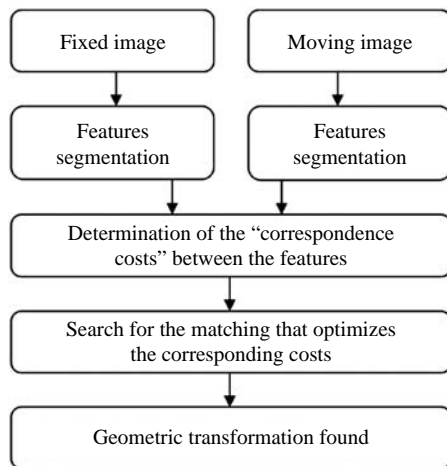 Fixed image
Moving image
Features
segmentation
Features
segmentation
Determination of the “correspondence
costs” between the features
Search for the matching that optimizes
the corresponding costs
Geometric transformation found